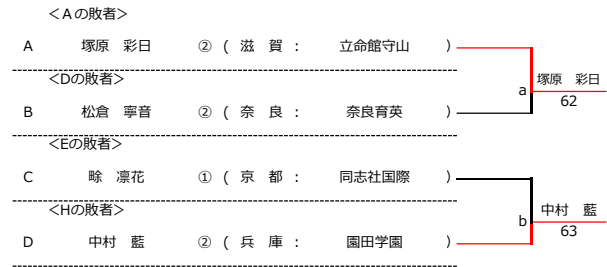 ＜Aの敗者＞
A 塚原 彩日 ② ( 滋 賀 : 立命館守山 )
＜Dの敗者＞
a 塚原 彩日
62
B 松倉 寧音 ② ( 奈 良 : 奈良育英 )
＜Eの敗者＞
C 畭 凛花 ① ( 京 都 : 同志社国際 )
＜Hの敗者＞
b 中村 藍
63
D 中村 藍 ② ( 兵 庫 : 園田学園 )